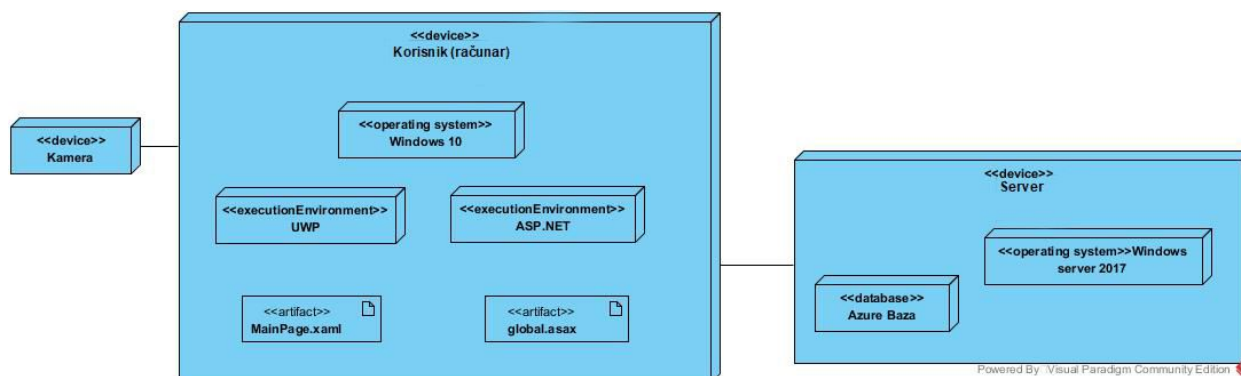 <<device>>
Korisnik (računar)
<<operating system>>
Windows 10
<<device>>
Kamera
<<executionEnvironment>>
UWP
<<executionEnvironment>>
ASP.NET
<<artifact>>
MainPage.xaml
<<artifact>>
global.asax
<<device>>
Server
<<operating system>>Windows
server 2017
<<database>>
Azure Baza
Powered By Visual Paradigm Community Edition